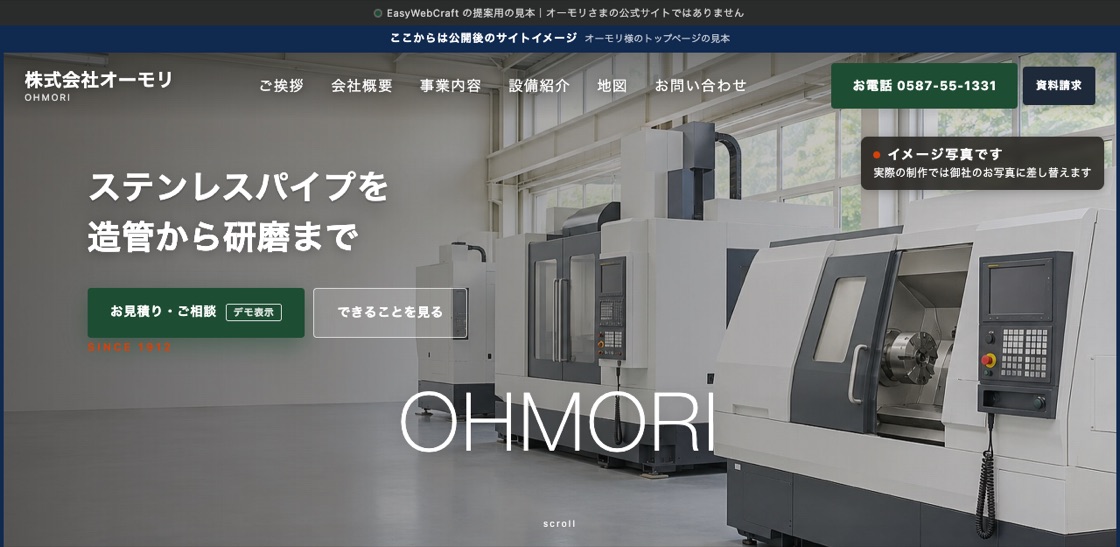 EasyWebCraft の提案用の見本｜オーモリさまの公式サイトではありません
ここからは公開後のサイトイメージ オーモリ様のトップページの見本
株式会社オーモリ
OHMORI
ご挨拶 会社概要 事業内容 設備紹介 地図 お問い合わせ
お電話 0587-55-1331
資料請求
イメージ写真です
実際の制作では御社のお写真に差し替えます
ステンレスパイプを
造管から研磨まで
お見積り・ご相談 デモ表示
できることを見る
SINCE
OHMORI
scroll